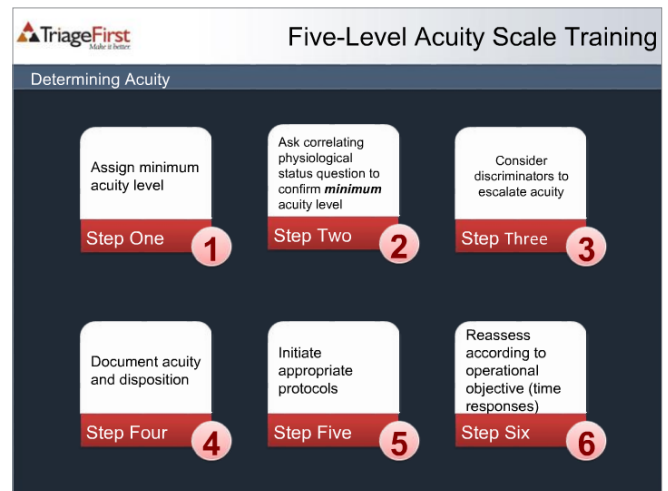 TriageFirst
Make it better
Five-Level Acuity Scale Training
Determining Acuity
Assign minimum
acuity level
Step One
1
Ask correlating
physiological
status question to
confirm minimum
acuity level
Step Two
2
Consider
discriminators to
escalate acuity
Step Three
3
Document acuity
and disposition
Step Four
4
Initiate
appropriate
protocols
Step Five
5
Reassess
according to
operational
objective (time
responses)
Step Six
6